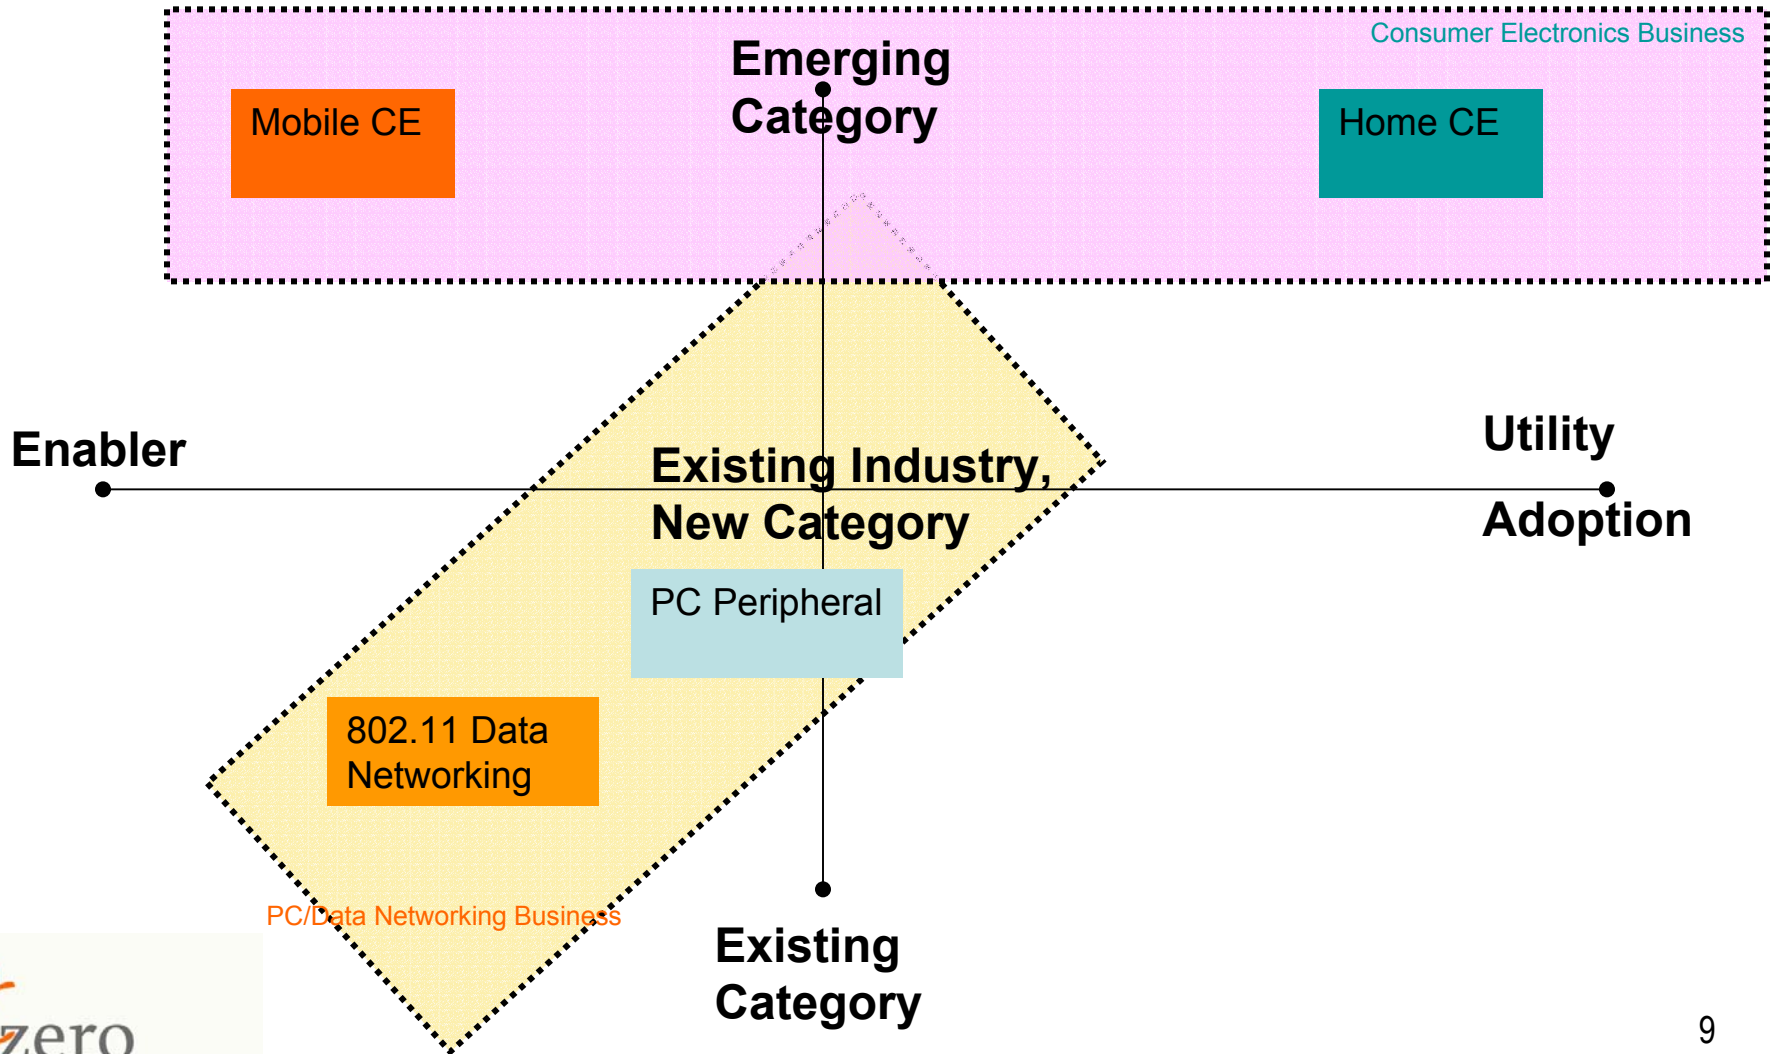 Consumer Electronics Business
Emerging
Category
Mobile CE
Home CE
Enabler
Utility
Adoption
Existing Industry,
New Category
PC Peripheral
802.11 Data
Networking
PC/Data Networking Business
Existing
Category
zero
9